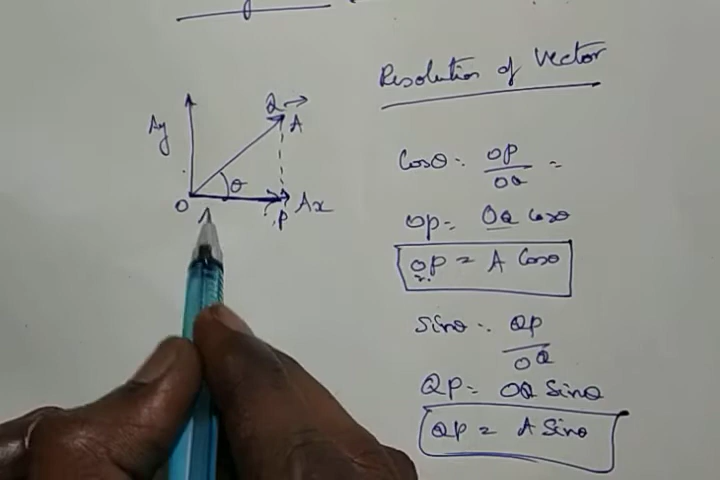 Resolution of Vector
Q
A
Ay
θ
O
P
Ax
A
Cosθ = OP/OQ =
OP = OQ Cosθ
OP = A Cosθ
Sinθ = QP/OQ
QP = OQ Sinθ
QP = A Sinθ